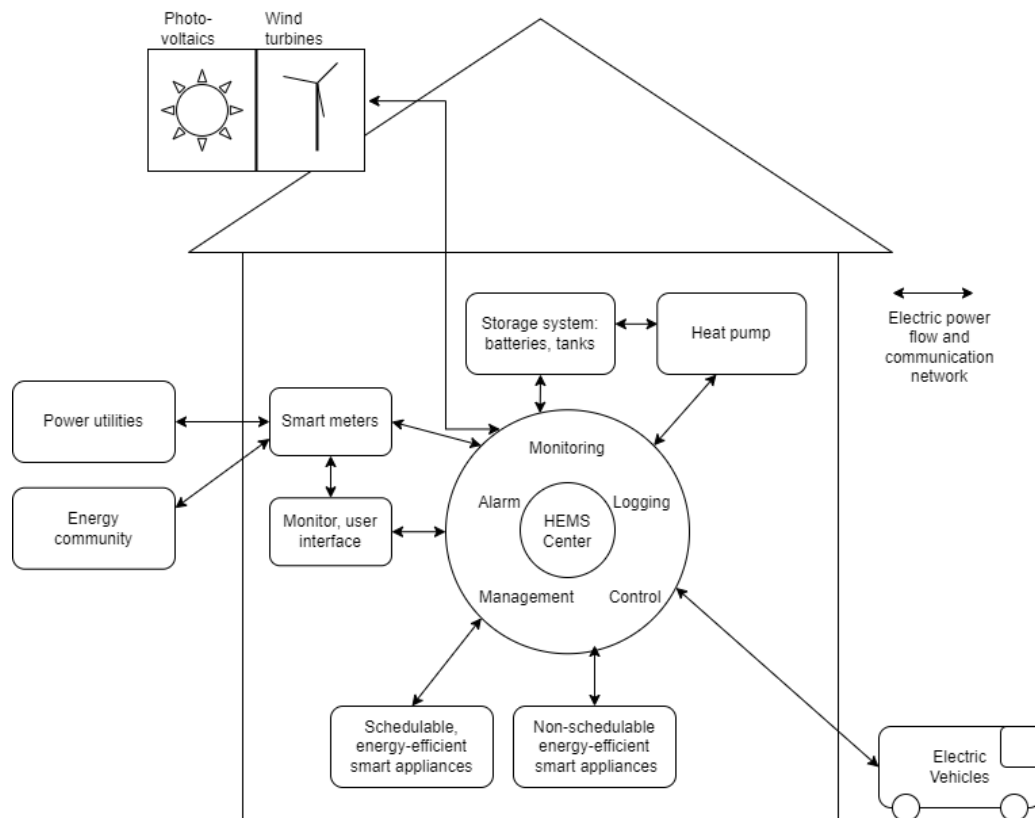 Photo-
voltaics
Wind
turbines
Storage system:
batteries, tanks
Heat pump
Electric power
flow and
communication
network
Power utilities
Smart meters
Energy
community
Monitor, user
interface
Monitoring
Alarm
Logging
HEMS
Center
Management
Control
Schedulable,
energy-efficient
smart appliances
Non-schedulable
energy-efficient
smart appliances
Electric
Vehicles